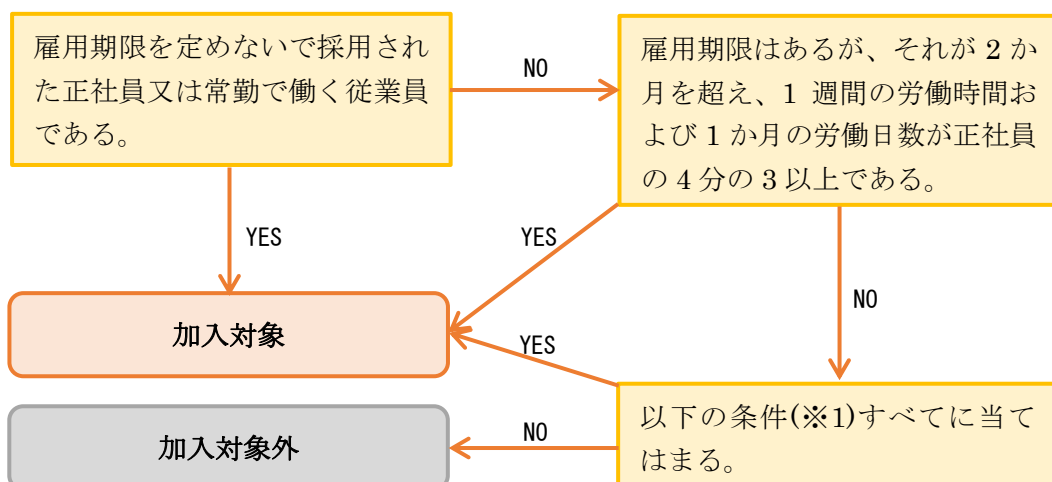 雇用期限を定めないで採用され
た正社員又は常勤で働く従業員
である。
NO
雇用期限はあるが、それが 2 か
月を超え、1 週間の労働時間お
よび 1 か月の労働日数が正社員
の 4 分の 3 以上である。
YES
YES
NO
加入対象
YES
以下の条件(※1)すべてに当て
はまる。
NO
加入対象外